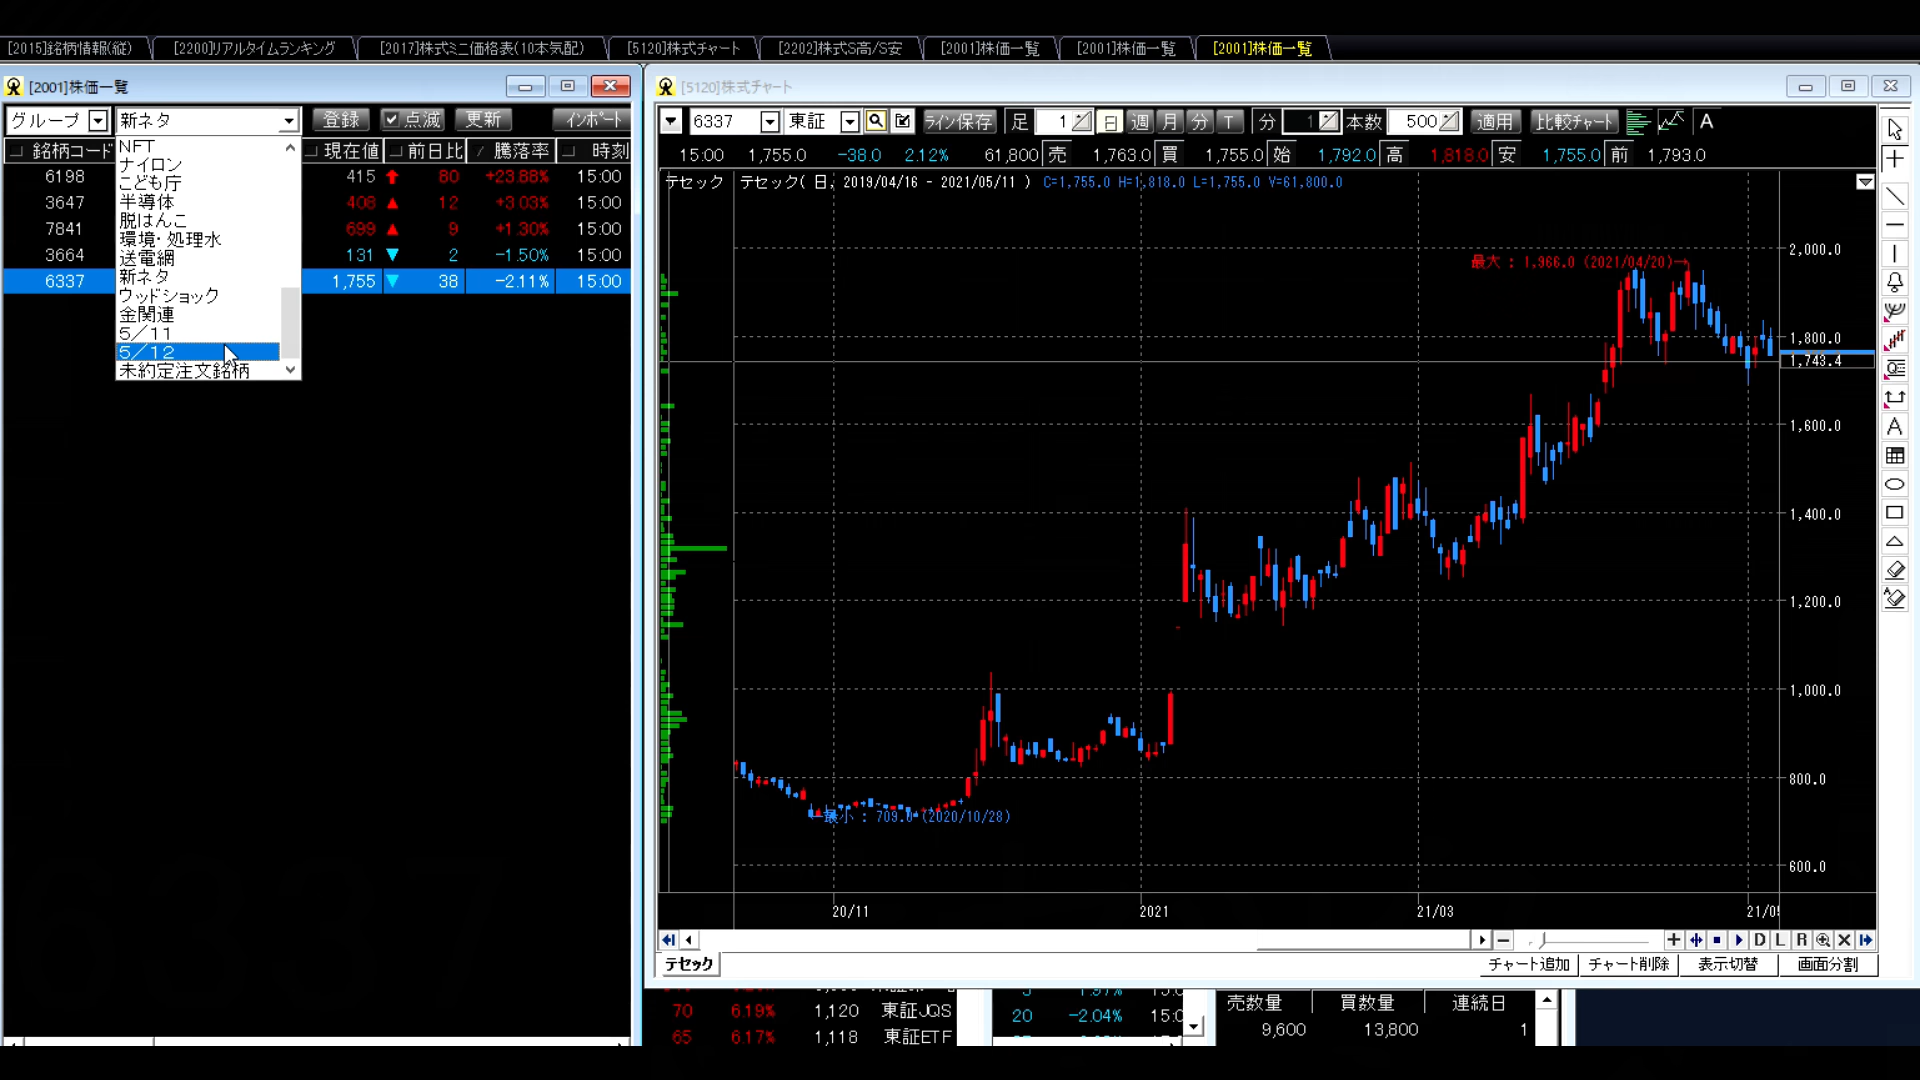 [2015]銘柄情報(縦) [2200]リアルタイムランキング [2017]株式ミニ価格表(10本気配) [5120]株式チャート [2202]株式S高/S安 [2001]株価一覧 [2001]株価一覧 [2001]株価一覧
[2001]株価一覧
グループ 新ネタ 登録 点滅 更新 インポート
銘柄コード 現在値 前日比 騰落率 時刻
6198 415 80 +23.88% 15:00
3647 408 12 +3.03% 15:00
7841 699 9 +1.30% 15:00
3664 131 2 -1.50% 15:00
6337 1,755 38 -2.11% 15:00
NFT
ナイロン
こども庁
半導体
脱はんこ
環境・処理水
送電網
新ネタ
ウッドショック
金関連
5/11
5/12
未約定注文銘柄
[5120]株式チャート
6337 東証 ライン保存 足 1 日 週 月 分 T 分 1 本数 500 適用 比較チャート A
15:00 1,755.0 -38.0 2.12% 61,800 売 1,763.0 買 1,755.0 始 1,792.0 高 1,818.0 安 1,755.0 前 1,793.0
テセック テセック( 日, 2019/04/16 - 2021/05/11 ) C=1,755.0 H=1,818.0 L=1,755.0 V=61,800.0
最大 : 1,966.0 (2021/04/20)→
2,000.0
1,800.0
1,743.4
1,600.0
1,400.0
1,200.0
1,000.0
800.0
←最小 : 709.0 (2020/10/28)
600.0
20/11 2021 21/03
D L R
テセック チャート追加 チャート削除 表示切替 画面分割
70 6.19% 1,120 東証JQS
65 6.17% 1,118 東証ETF
20 -2.04%
売数量 買数量 連続日
9,600 13,800 1